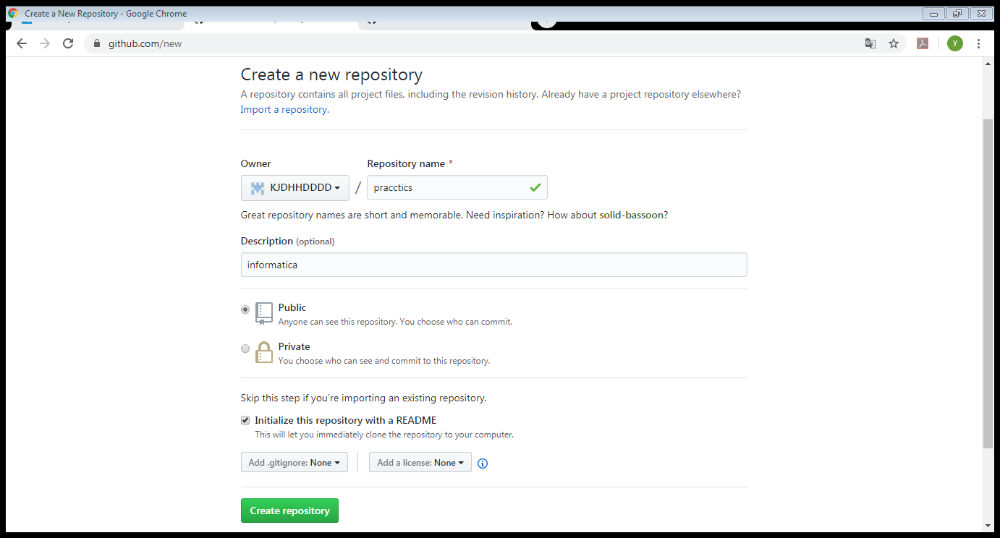 Create a New Repository - Google Chrome
github.com/new
y
Create a new repository
A repository contains all project files, including the revision history. Already have a project repository elsewhere?
Import a repository.
Owner
Repository name *
KJDHHDDDD
/
pracctics
Great repository names are short and memorable. Need inspiration? How about solid-bassoon?
Description (optional)
informatica
Public
Anyone can see this repository. You choose who can commit.
Private
You choose who can see and commit to this repository.
Skip this step if you’re importing an existing repository.
Initialize this repository with a README
This will let you immediately clone the repository to your computer.
Add .gitignore: None
Add a license: None
Create repository